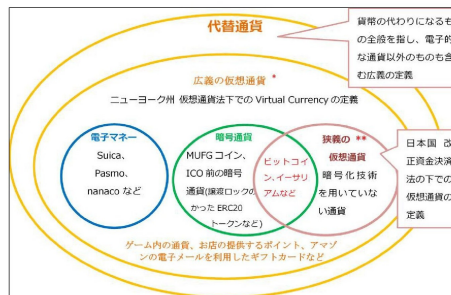 代替通貨
貨幣の代わりになるも
の全般を指し、電子的
な通貨以外のものも含
む広義の定義
広義の仮想通貨 *
ニューヨーク州 仮想通貨法下での Virtual Currency の定義
電子マネー
Suica、
Pasmo、
nanaco など
暗号通貨
MUFG コイン、
ICO 前の暗号
通貨(譲渡ロックの
かかった ERC20
トークンなど)
ビットコイ
ン、イーサリ
アムなど
狭義の **
仮想通貨
暗号化技術
を用いていな
い通貨
日本国 改
正資金決済
法の下での
仮想通貨の
定義
ゲーム内の通貨、お店の提供するポイント、アマゾ
ンの電子メールを利用したギフトカードなど